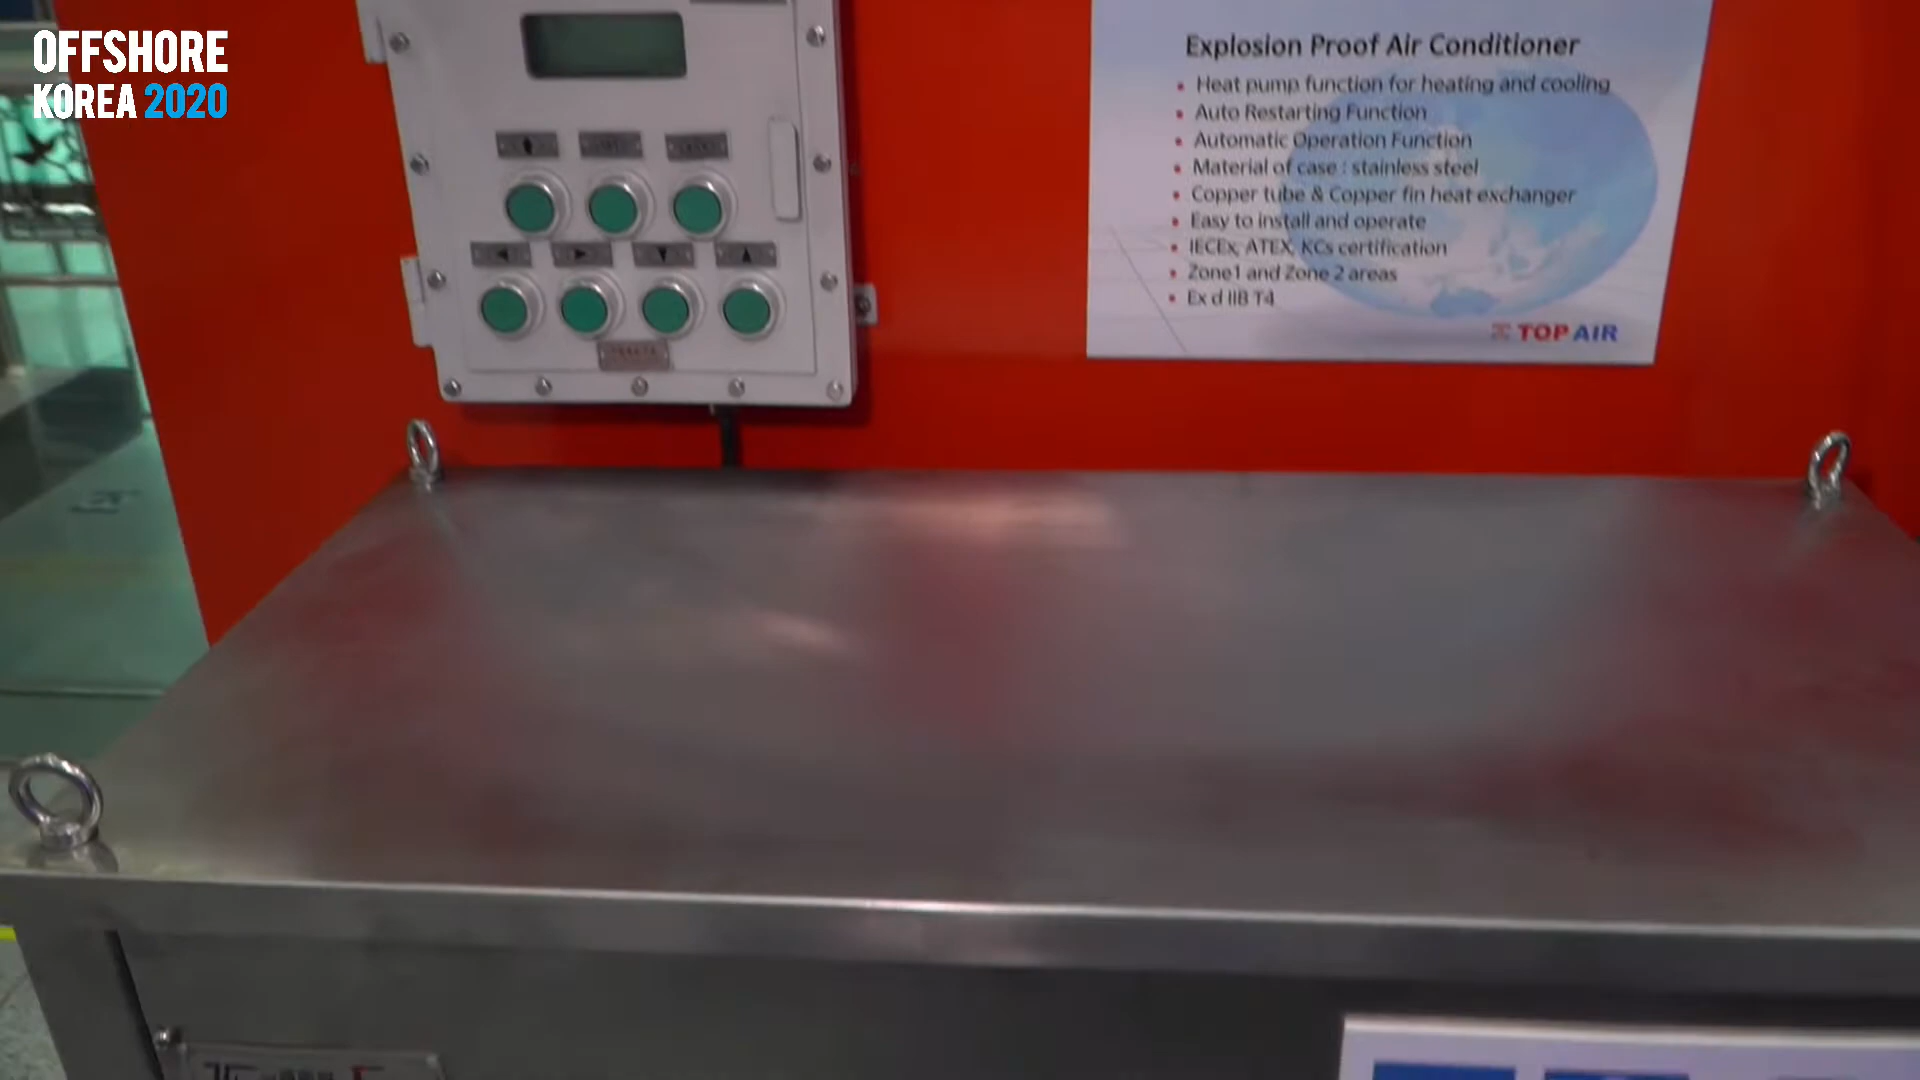 OFFSHORE
KOREA 2020
Explosion Proof Air Conditioner
• Heat pump function for heating and cooling
• Auto Restarting Function
• Automatic Operation Function
• Material of case : stainless steel
• Copper tube & Copper fin heat exchanger
• Easy to install and operate
• IECEx, ATEX, KCs certification
• Zone1 and Zone 2 areas
• Ex d IIB T4
TOP AIR